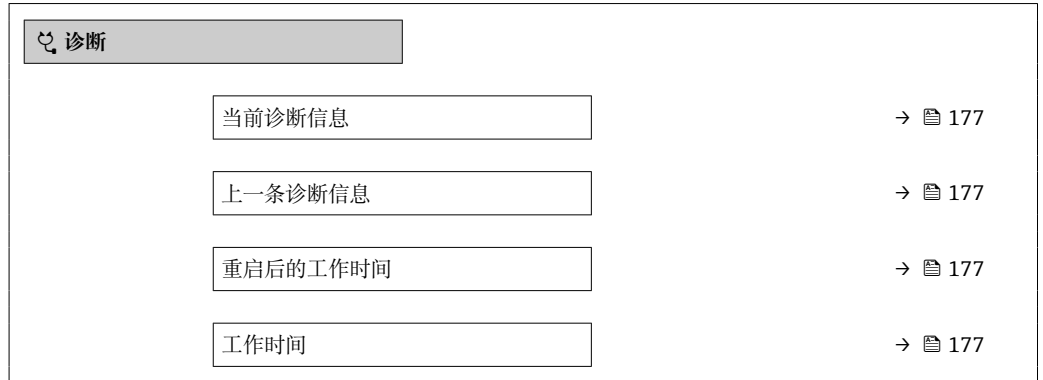 诊断
当前诊断信息 → 177
上一条诊断信息 → 177
重启后的工作时间 → 177
工作时间 → 177